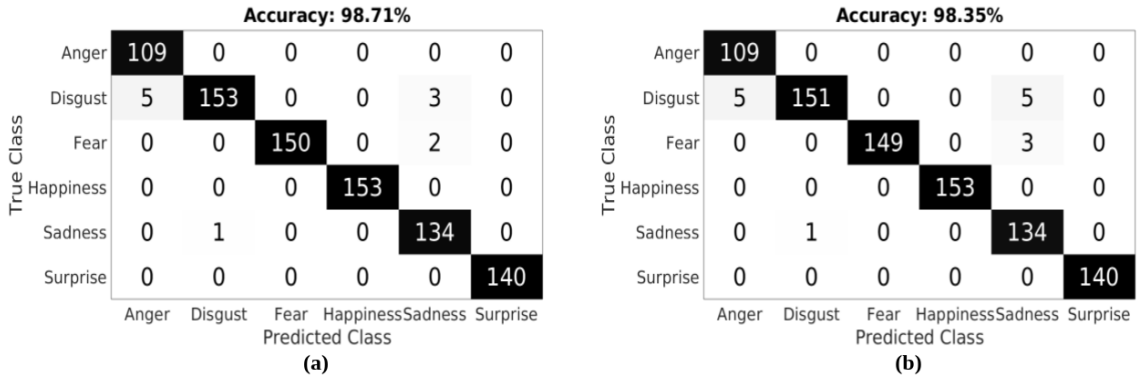 Accuracy: 98.71%
True Class
Anger 109 0 0 0 0 0
Disgust 5 153 0 0 3 0
Fear 0 0 150 0 2 0
Happiness 0 0 0 153 0 0
Sadness 0 1 0 0 134 0
Surprise 0 0 0 0 0 140
Anger Disgust Fear Happiness Sadness Surprise
Predicted Class
(a)
Accuracy: 98.35%
True Class
Anger 109 0 0 0 0 0
Disgust 5 151 0 0 5 0
Fear 0 0 149 0 3 0
Happiness 0 0 0 153 0 0
Sadness 0 1 0 0 134 0
Surprise 0 0 0 0 0 140
Anger Disgust Fear Happiness Sadness Surprise
Predicted Class
(b)